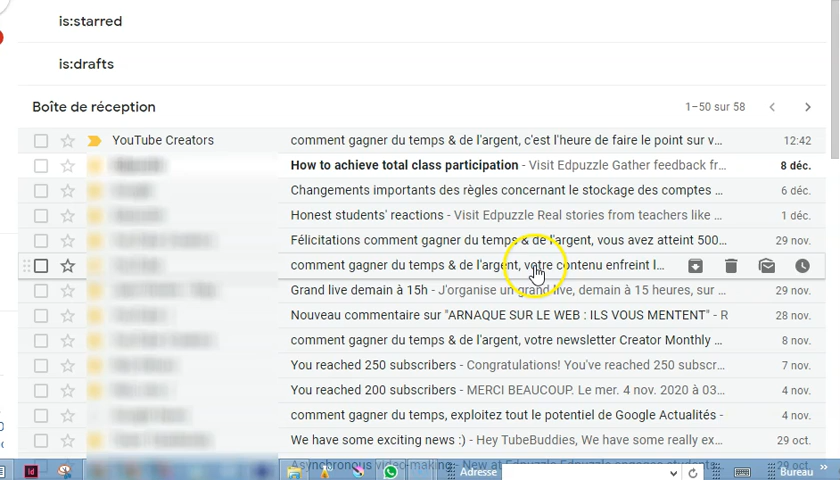 is:starred
is:drafts
Boîte de réception 1–50 sur 58
YouTube Creators comment gagner du temps & de l'argent, c'est l'heure de faire le point sur v… 12:42
How to achieve total class participation - Visit Edpuzzle Gather feedback fr… 8 déc.
Changements importants des règles concernant le stockage des comptes … 6 déc.
Honest students' reactions - Visit Edpuzzle Real stories from teachers like … 1 déc.
Félicitations comment gagner du temps & de l'argent, vous avez atteint 500… 29 nov.
comment gagner du temps & de l'argent, votre contenu enfreint l…
Grand live demain à 15h - J'organise un grand live, demain à 15 heures, sur … 29 nov.
Nouveau commentaire sur "ARNAQUE SUR LE WEB : ILS VOUS MENTENT" - R 28 nov.
comment gagner du temps & de l'argent, votre newsletter Creator Monthly … 8 nov.
You reached 250 subscribers - Congratulations! You've reached 250 subscr… 7 nov.
You reached 200 subscribers - MERCI BEAUCOUP. Le mer. 4 nov. 2020 à 03… 4 nov.
comment gagner du temps, exploitez tout le potentiel de Google Actualités - 4 nov.
We have some exciting news :) - Hey TubeBuddies, We have some really ex… 29 oct.
Id Adresse Bureau